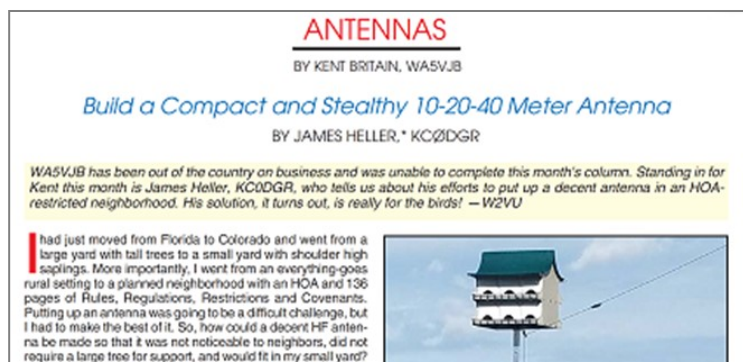 ANTENNAS
BY KENT BRITAIN, WA5VJB
Build a Compact and Stealthy 10-20-40 Meter Antenna
BY JAMES HELLER,* KCØDGR
WA5VJB has been out of the country on business and was unable to complete this month's column. Standing in for
Kent this month is James Heller, KC0DGR, who tells us about his efforts to put up a decent antenna in an HOA-
restricted neighborhood. His solution, it turns out, is really for the birds! —W2VU
I had just moved from Florida to Colorado and went from a
large yard with tall trees to a small yard with shoulder high
saplings. More importantly, I went from an everything-goes
rural setting to a planned neighborhood with an HOA and 136
pages of Rules, Regulations, Restrictions and Covenants.
Putting up an antenna was going to be a difficult challenge, but
I had to make the best of it. So, how could a decent HF anten-
na be made so that it was not noticeable to neighbors, did not
require a large tree for support, and would fit in my small yard?